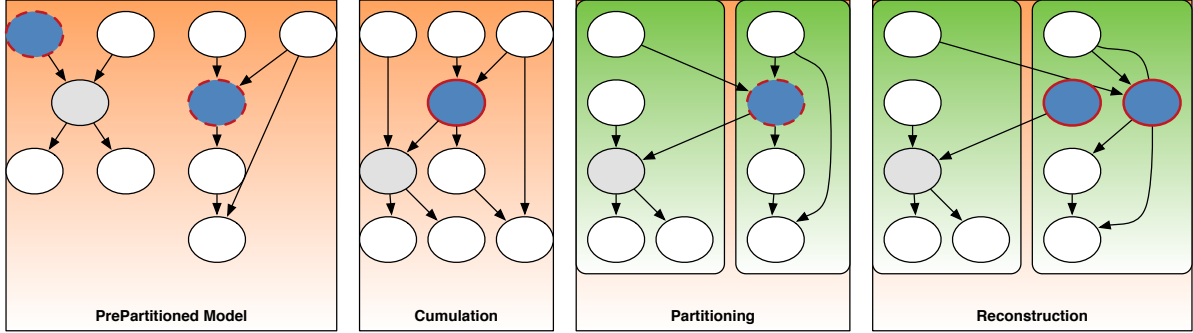 PrePartitioned Model
Cumulation
Partitioning
Reconstruction